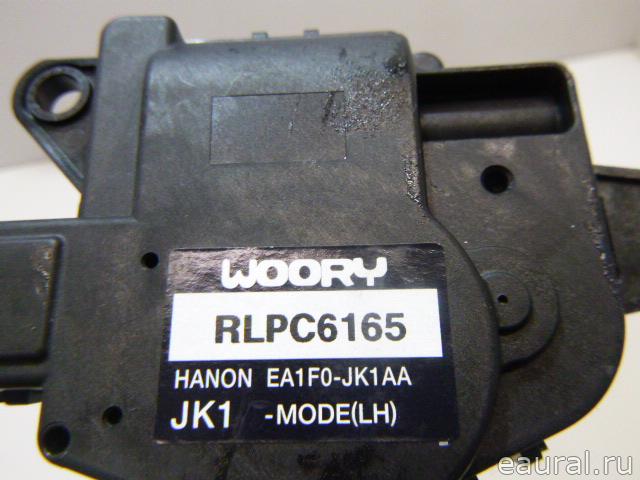 WOORY
RLPC6165
HANON EA1F0-JK1AA
JK1 -MODE(LH)
eaural.ru